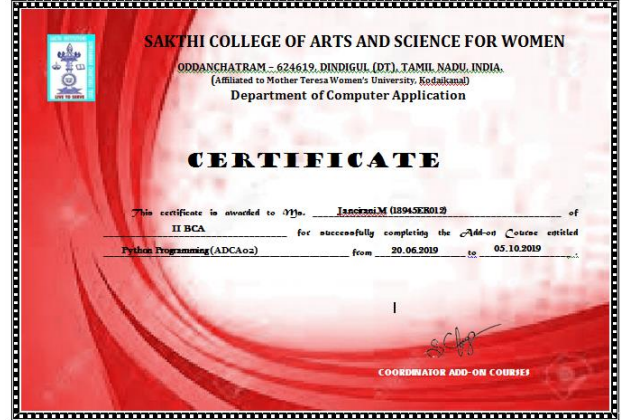 SAKTHI COLLEGE OF ARTS AND SCIENCE FOR WOMEN
ODDANCHATRAM – 624619, DINDIGUL (DT), TAMIL NADU, INDIA.
(Affiliated to Mother Teresa Women's University, Kodaikanal)
Department of Computer Application
CERTIFICATE
This certificate is awarded to Ms. Jancirani.M (18945ER012) of
II BCA for successfully completing the Add-on Course entitled
Python Programming (ADCA02) from 20.06.2019 to 05.10.2019.
COORDINATOR ADD-ON COURSES